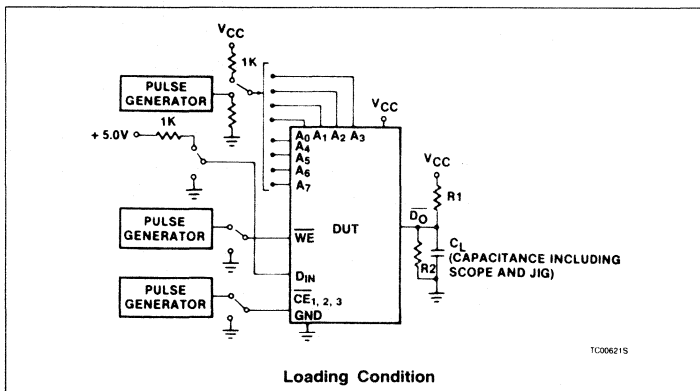 VCC
1K
PULSE
GENERATOR
1K
+ 5.0V
VCC
A0 A1 A2 A3
A4
A5
A6
A7
VCC
R1
DO
DUT
WE
PULSE
GENERATOR
R2
CL
(CAPACITANCE INCLUDING
SCOPE AND JIG)
DIN
PULSE
GENERATOR
CE1, 2, 3
GND
TC00621S
Loading Condition